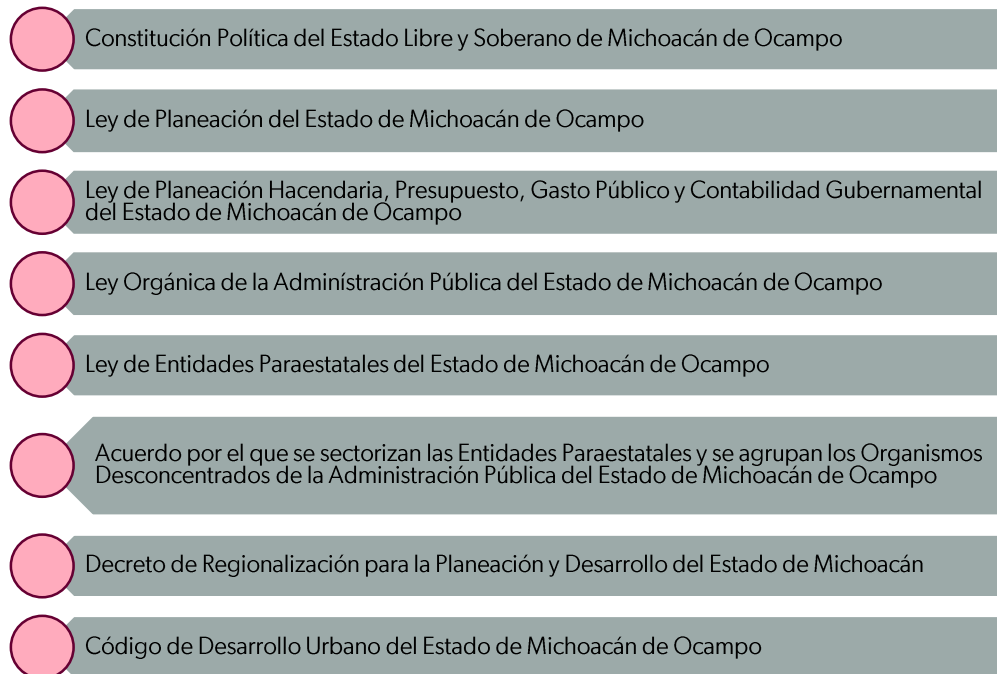 Constitución Política del Estado Libre y Soberano de Michoacán de Ocampo
Ley de Planeación del Estado de Michoacán de Ocampo
Ley de Planeación Hacendaria, Presupuesto, Gasto Público y Contabilidad Gubernamental
del Estado de Michoacán de Ocampo
Ley Orgánica de la Adminístración Pública del Estado de Michoacán de Ocampo
Ley de Entidades Paraestatales del Estado de Michoacán de Ocampo
Acuerdo por el que se sectorizan las Entidades Paraestatales y se agrupan los Organismos
Desconcentrados de la Administración Pública del Estado de Michoacán de Ocampo
Decreto de Regionalización para la Planeación y Desarrollo del Estado de Michoacán
Código de Desarrollo Urbano del Estado de Michoacán de Ocampo